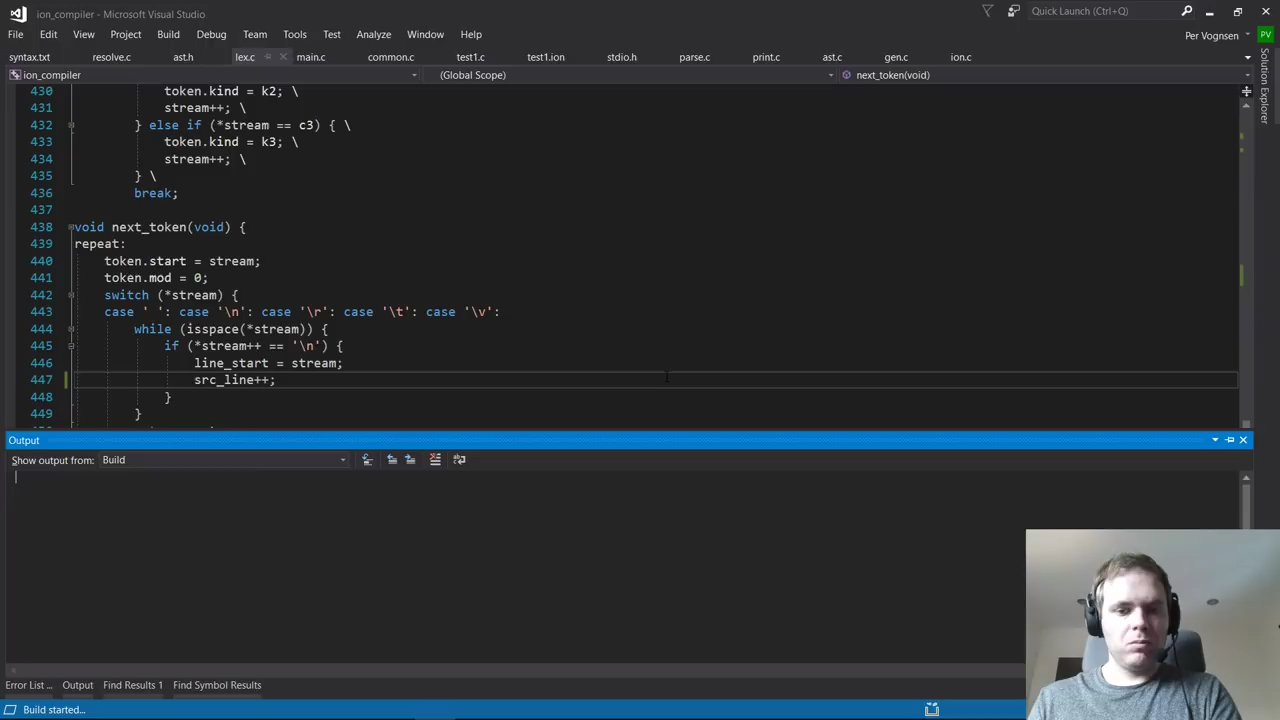 ion_compiler - Microsoft Visual Studio
Quick Launch (Ctrl+Q)
File Edit View Project Build Debug Team Tools Test Analyze Window Help
Per Vognsen
PV
syntax.txt resolve.c ast.h lex.c main.c common.c test1.c test1.ion stdio.h parse.c print.c ast.c gen.c ion.c
Solution Explorer
ion_compiler (Global Scope) next_token(void)
430 token.kind = k2; \
431 stream++; \
432 } else if (*stream == c3) { \
433 token.kind = k3; \
434 stream++; \
435 } \
436 break;
437
438 void next_token(void) {
439 repeat:
440 token.start = stream;
441 token.mod = 0;
442 switch (*stream) {
443 case ' ': case '\n': case '\r': case '\t': case '\v':
444 while (isspace(*stream)) {
445 if (*stream++ == '\n') {
446 line_start = stream;
447 src_line++;
448 }
449 }
Output
Show output from: Build
Error List ... Output Find Results 1 Find Symbol Results
Build started...